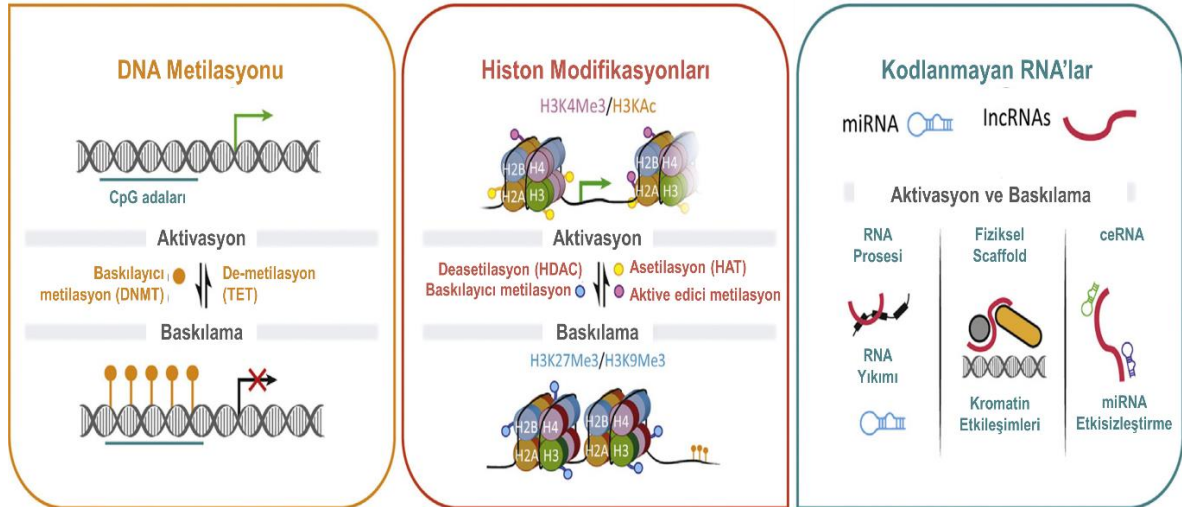 DNA Metilasyonu
CpG adaları
Aktivasyon
Baskılayıcı
metilasyon (DNMT)
De-metilasyon
(TET)
Baskılama
Histon Modifikasyonları
H3K4Me3/H3KAc
H2B H4
H2A H3
H2B H4
H2A H3
Aktivasyon
Deasetilasyon (HDAC)
Baskılayıcı metilasyon
Asetilasyon (HAT)
Aktive edici metilasyon
Baskılama
H3K27Me3/H3K9Me3
H2B H4
H2A H3
H2B H4
H2A H3
Kodlanmayan RNA’lar
miRNA
lncRNAs
Aktivasyon ve Baskılama
RNA
Prosesi
RNA
Yıkımı
Fiziksel
Scaffold
Kromatin
Etkileşimleri
ceRNA
miRNA
Etkisizleştirme